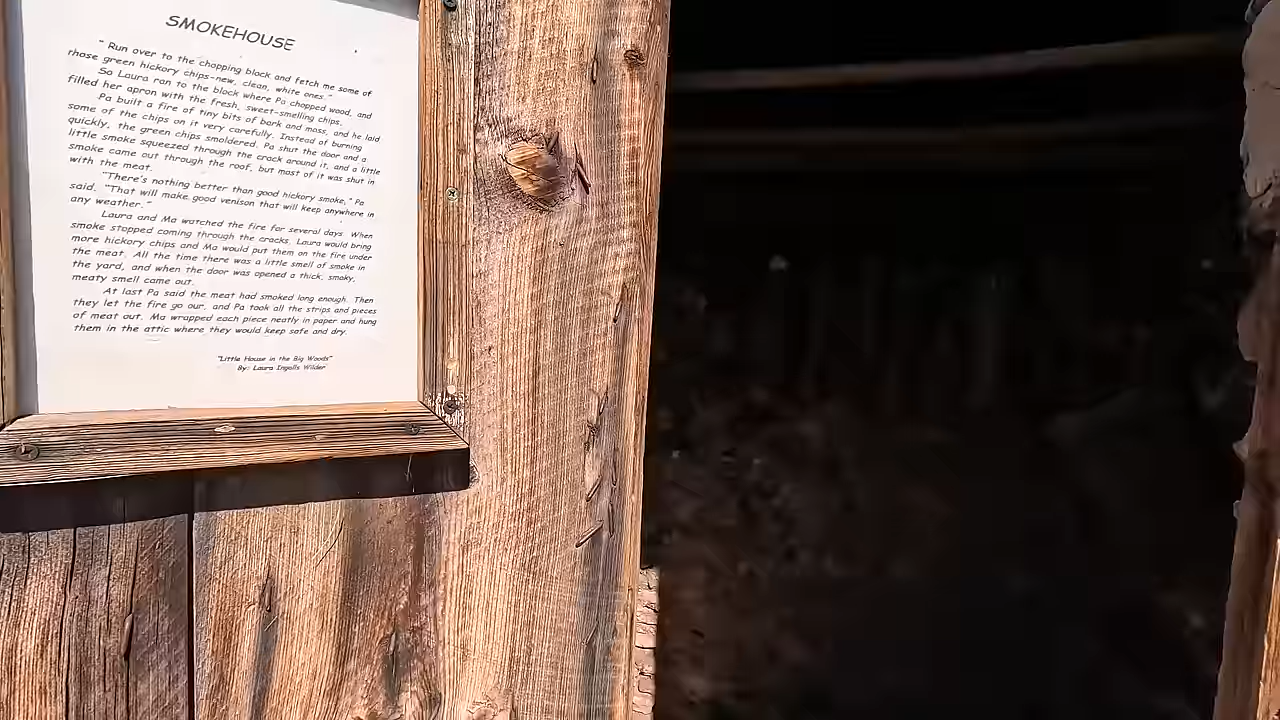 SMOKEHOUSE
" Run over to the chopping block and fetch me some of
those green hickory chips-new, clean, white ones."
So Laura ran to the block where Pa chopped wood, and
filled her apron with the fresh, sweet-smelling chips.
Pa built a fire of tiny bits of bark and moss, and he laid
some of the chips on it very carefully. Instead of burning
quickly, the green chips smoldered. Pa shut the door and a
little smoke squeezed through the crack around it, and a little
smoke came out through the roof, but most of it was shut in
with the meat.
"There's nothing better than good hickory smoke," Pa
said. "That will make good venison that will keep anywhere in
any weather."
Laura and Ma watched the fire for several days. When
smoke stopped coming through the cracks, Laura would bring
more hickory chips and Ma would put them on the fire under
the meat. All the time there was a little smell of smoke in
the yard, and when the door was opened a thick, smoky,
meaty smell came out.
At last Pa said the meat had smoked long enough. Then
they let the fire go our, and Pa took all the strips and pieces
of meat out. Ma wrapped each piece neatly in paper and hung
them in the attic where they would keep safe and dry.
"Little House in the Big Woods"
By: Laura Ingalls Wilder